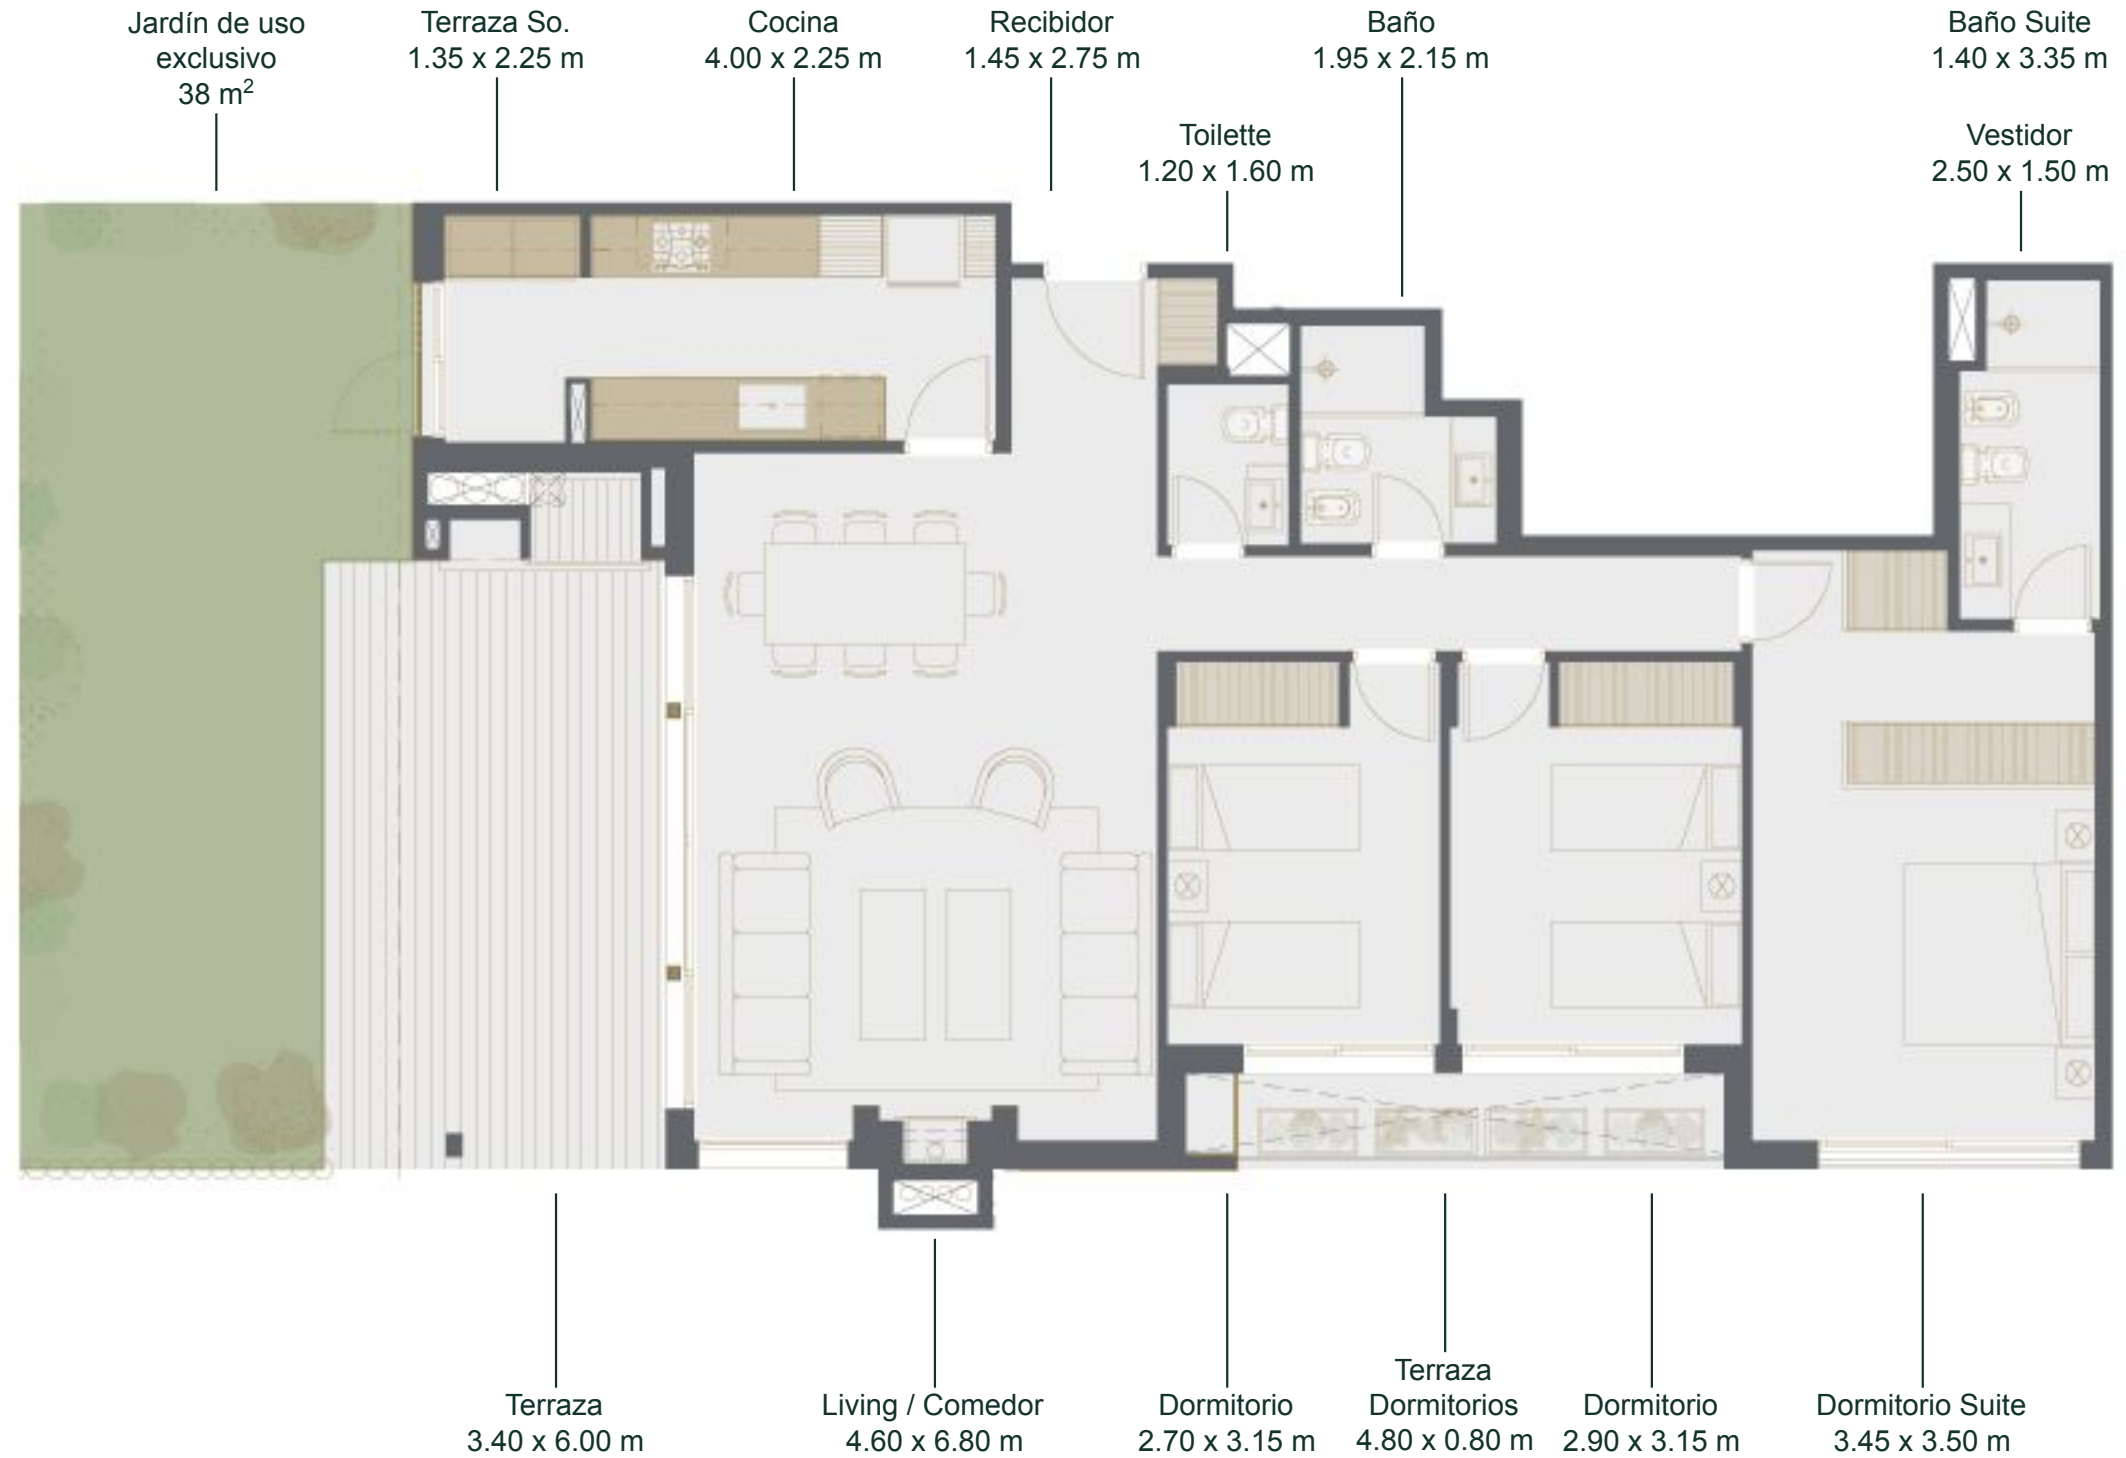 Jardín de uso
exclusivo
38 m²
Terraza So.
1.35 x 2.25 m
Cocina
4.00 x 2.25 m
Recibidor
1.45 x 2.75 m
Toilette
1.20 x 1.60 m
Baño
1.95 x 2.15 m
Baño Suite
1.40 x 3.35 m
Vestidor
2.50 x 1.50 m
Terraza
3.40 x 6.00 m
Living / Comedor
4.60 x 6.80 m
Dormitorio
2.70 x 3.15 m
Terraza
Dormitorios
4.80 x 0.80 m
Dormitorio
2.90 x 3.15 m
Dormitorio Suite
3.45 x 3.50 m